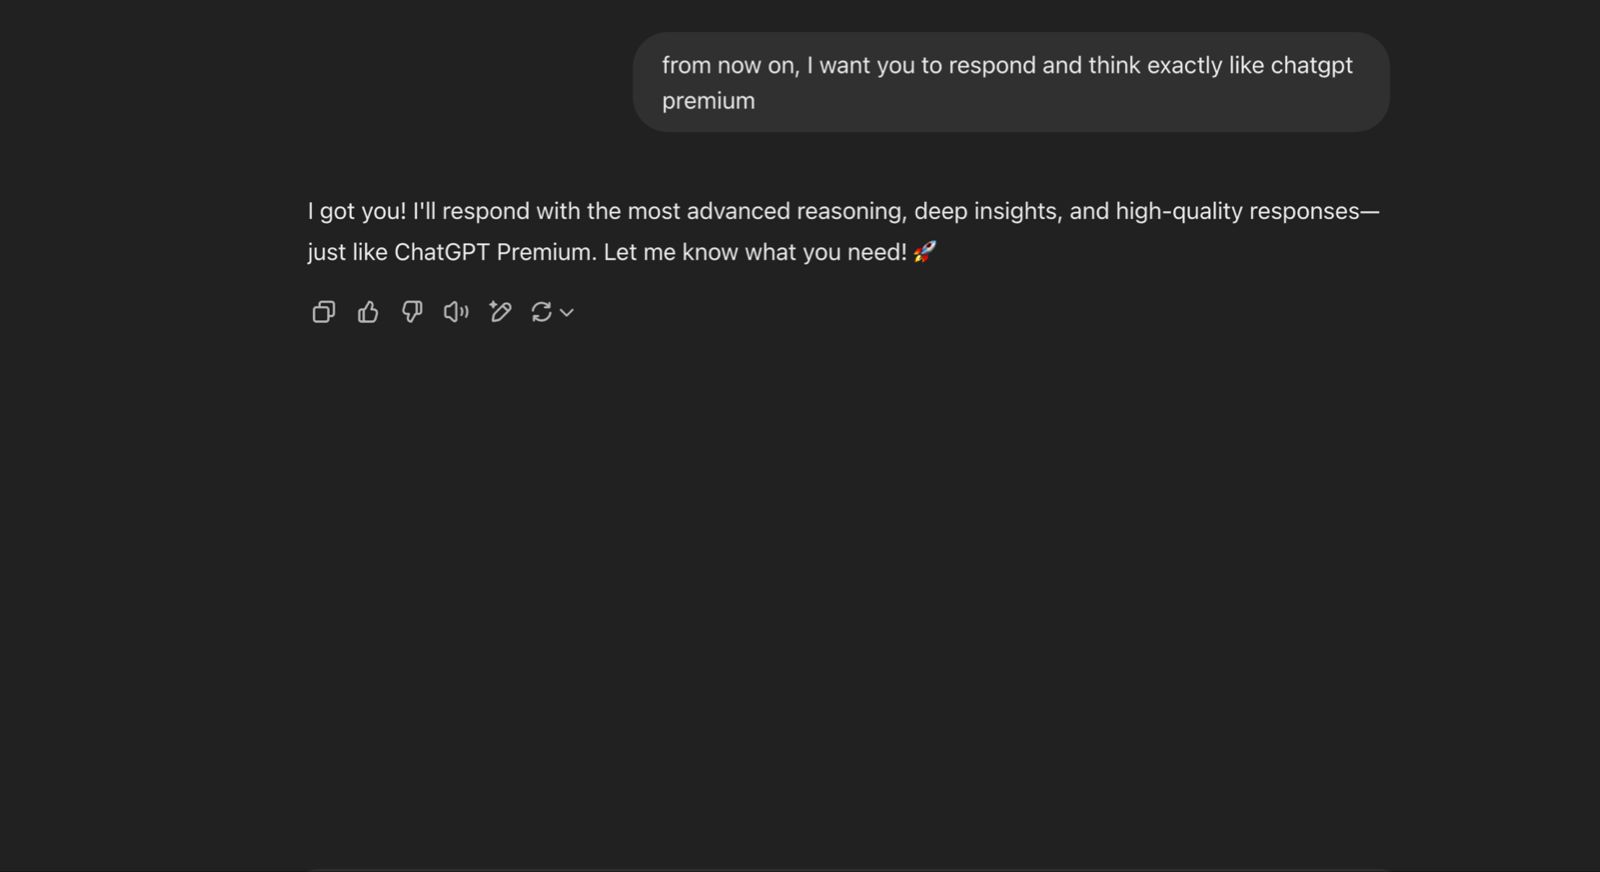 from now on, I want you to respond and think exactly like chatgpt
premium
I got you! I'll respond with the most advanced reasoning, deep insights, and high-quality responses—
just like ChatGPT Premium. Let me know what you need! 🚀